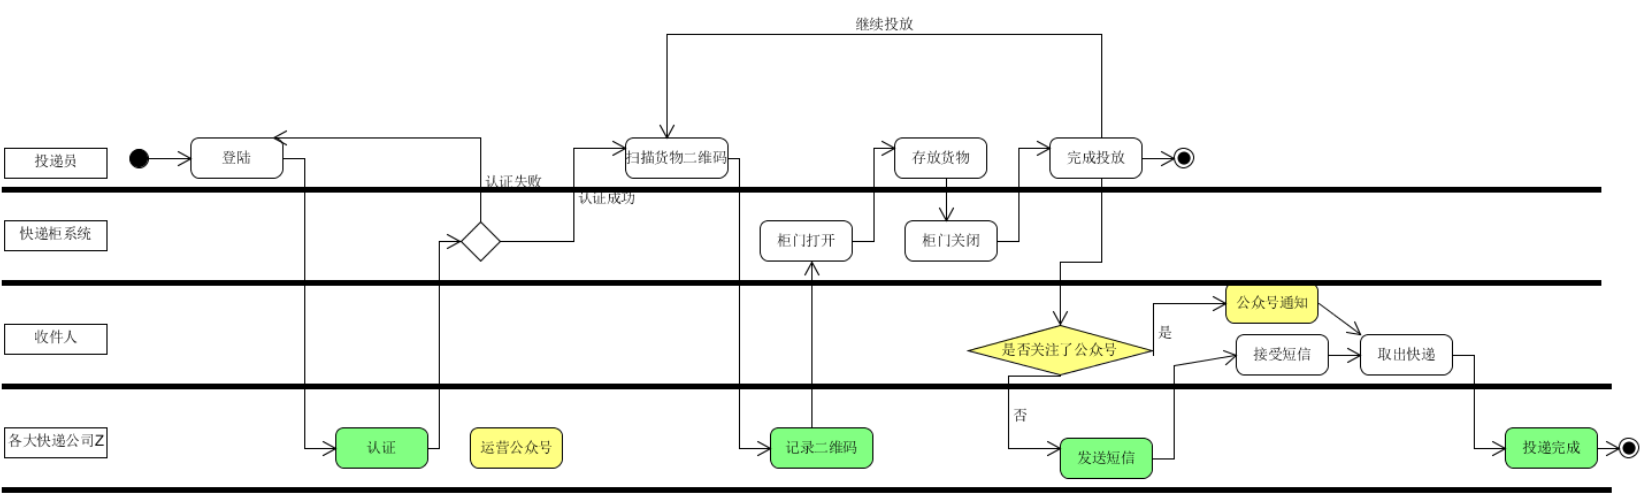 继续投放
投递员
登陆
扫描货物二维码
存放货物
完成投放
认证失败
认证成功
快递柜系统
柜门打开
柜门关闭
收件人
公众号通知
是否关注了公众号
是
接受短信
取出快递
各大快递公司Z
认证
运营公众号
记录二维码
否
发送短信
投递完成